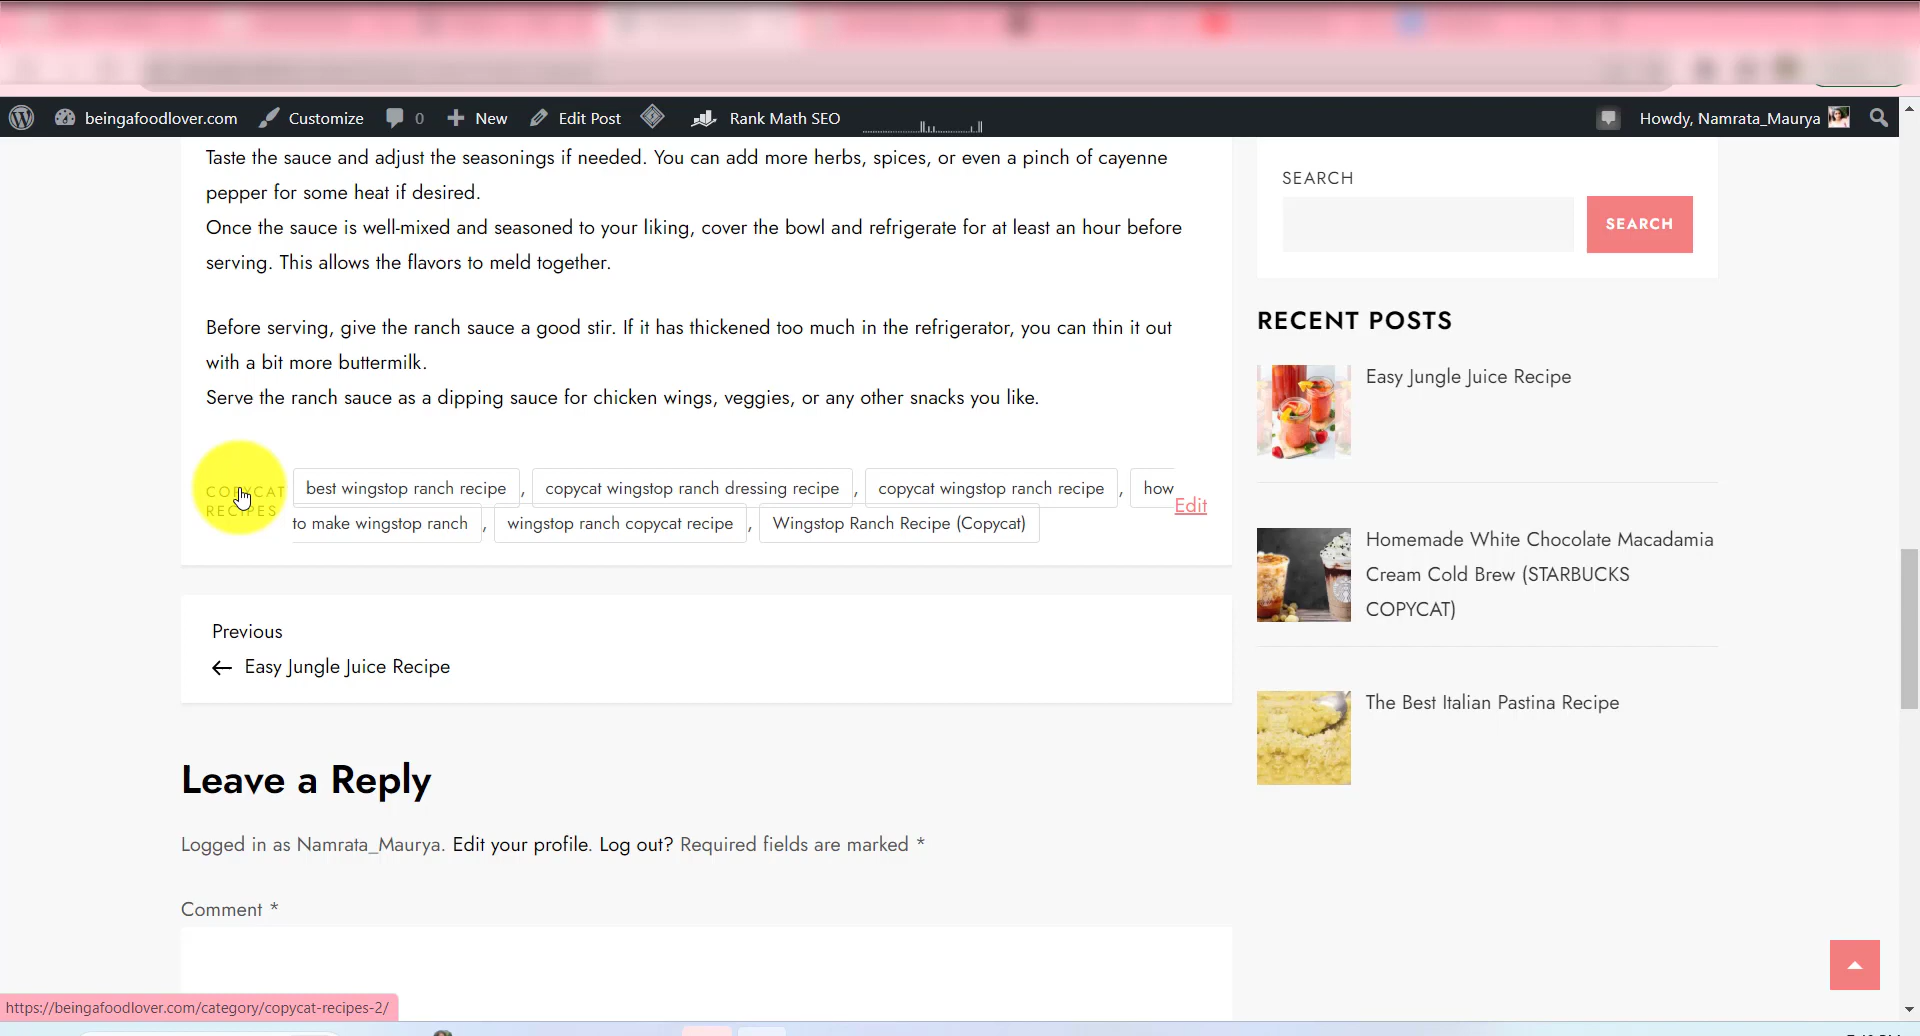 beingafoodlover.com Customize 0 New Edit Post Rank Math SEO Howdy, Namrata_Maurya
Taste the sauce and adjust the seasonings if needed. You can add more herbs, spices, or even a pinch of cayenne
pepper for some heat if desired.
Once the sauce is well-mixed and seasoned to your liking, cover the bowl and refrigerate for at least an hour before
serving. This allows the flavors to meld together.
Before serving, give the ranch sauce a good stir. If it has thickened too much in the refrigerator, you can thin it out
with a bit more buttermilk.
Serve the ranch sauce as a dipping sauce for chicken wings, veggies, or any other snacks you like.
COPYCAT
RECIPES
best wingstop ranch recipe , copycat wingstop ranch dressing recipe , copycat wingstop ranch recipe , how
to make wingstop ranch , wingstop ranch copycat recipe , Wingstop Ranch Recipe (Copycat)
Edit
Previous
← Easy Jungle Juice Recipe
Leave a Reply
Logged in as Namrata_Maurya. Edit your profile. Log out? Required fields are marked *
Comment *
SEARCH
SEARCH
RECENT POSTS
Easy Jungle Juice Recipe
Homemade White Chocolate Macadamia
Cream Cold Brew (STARBUCKS
COPYCAT)
The Best Italian Pastina Recipe
https://beingafoodlover.com/category/copycat-recipes-2/